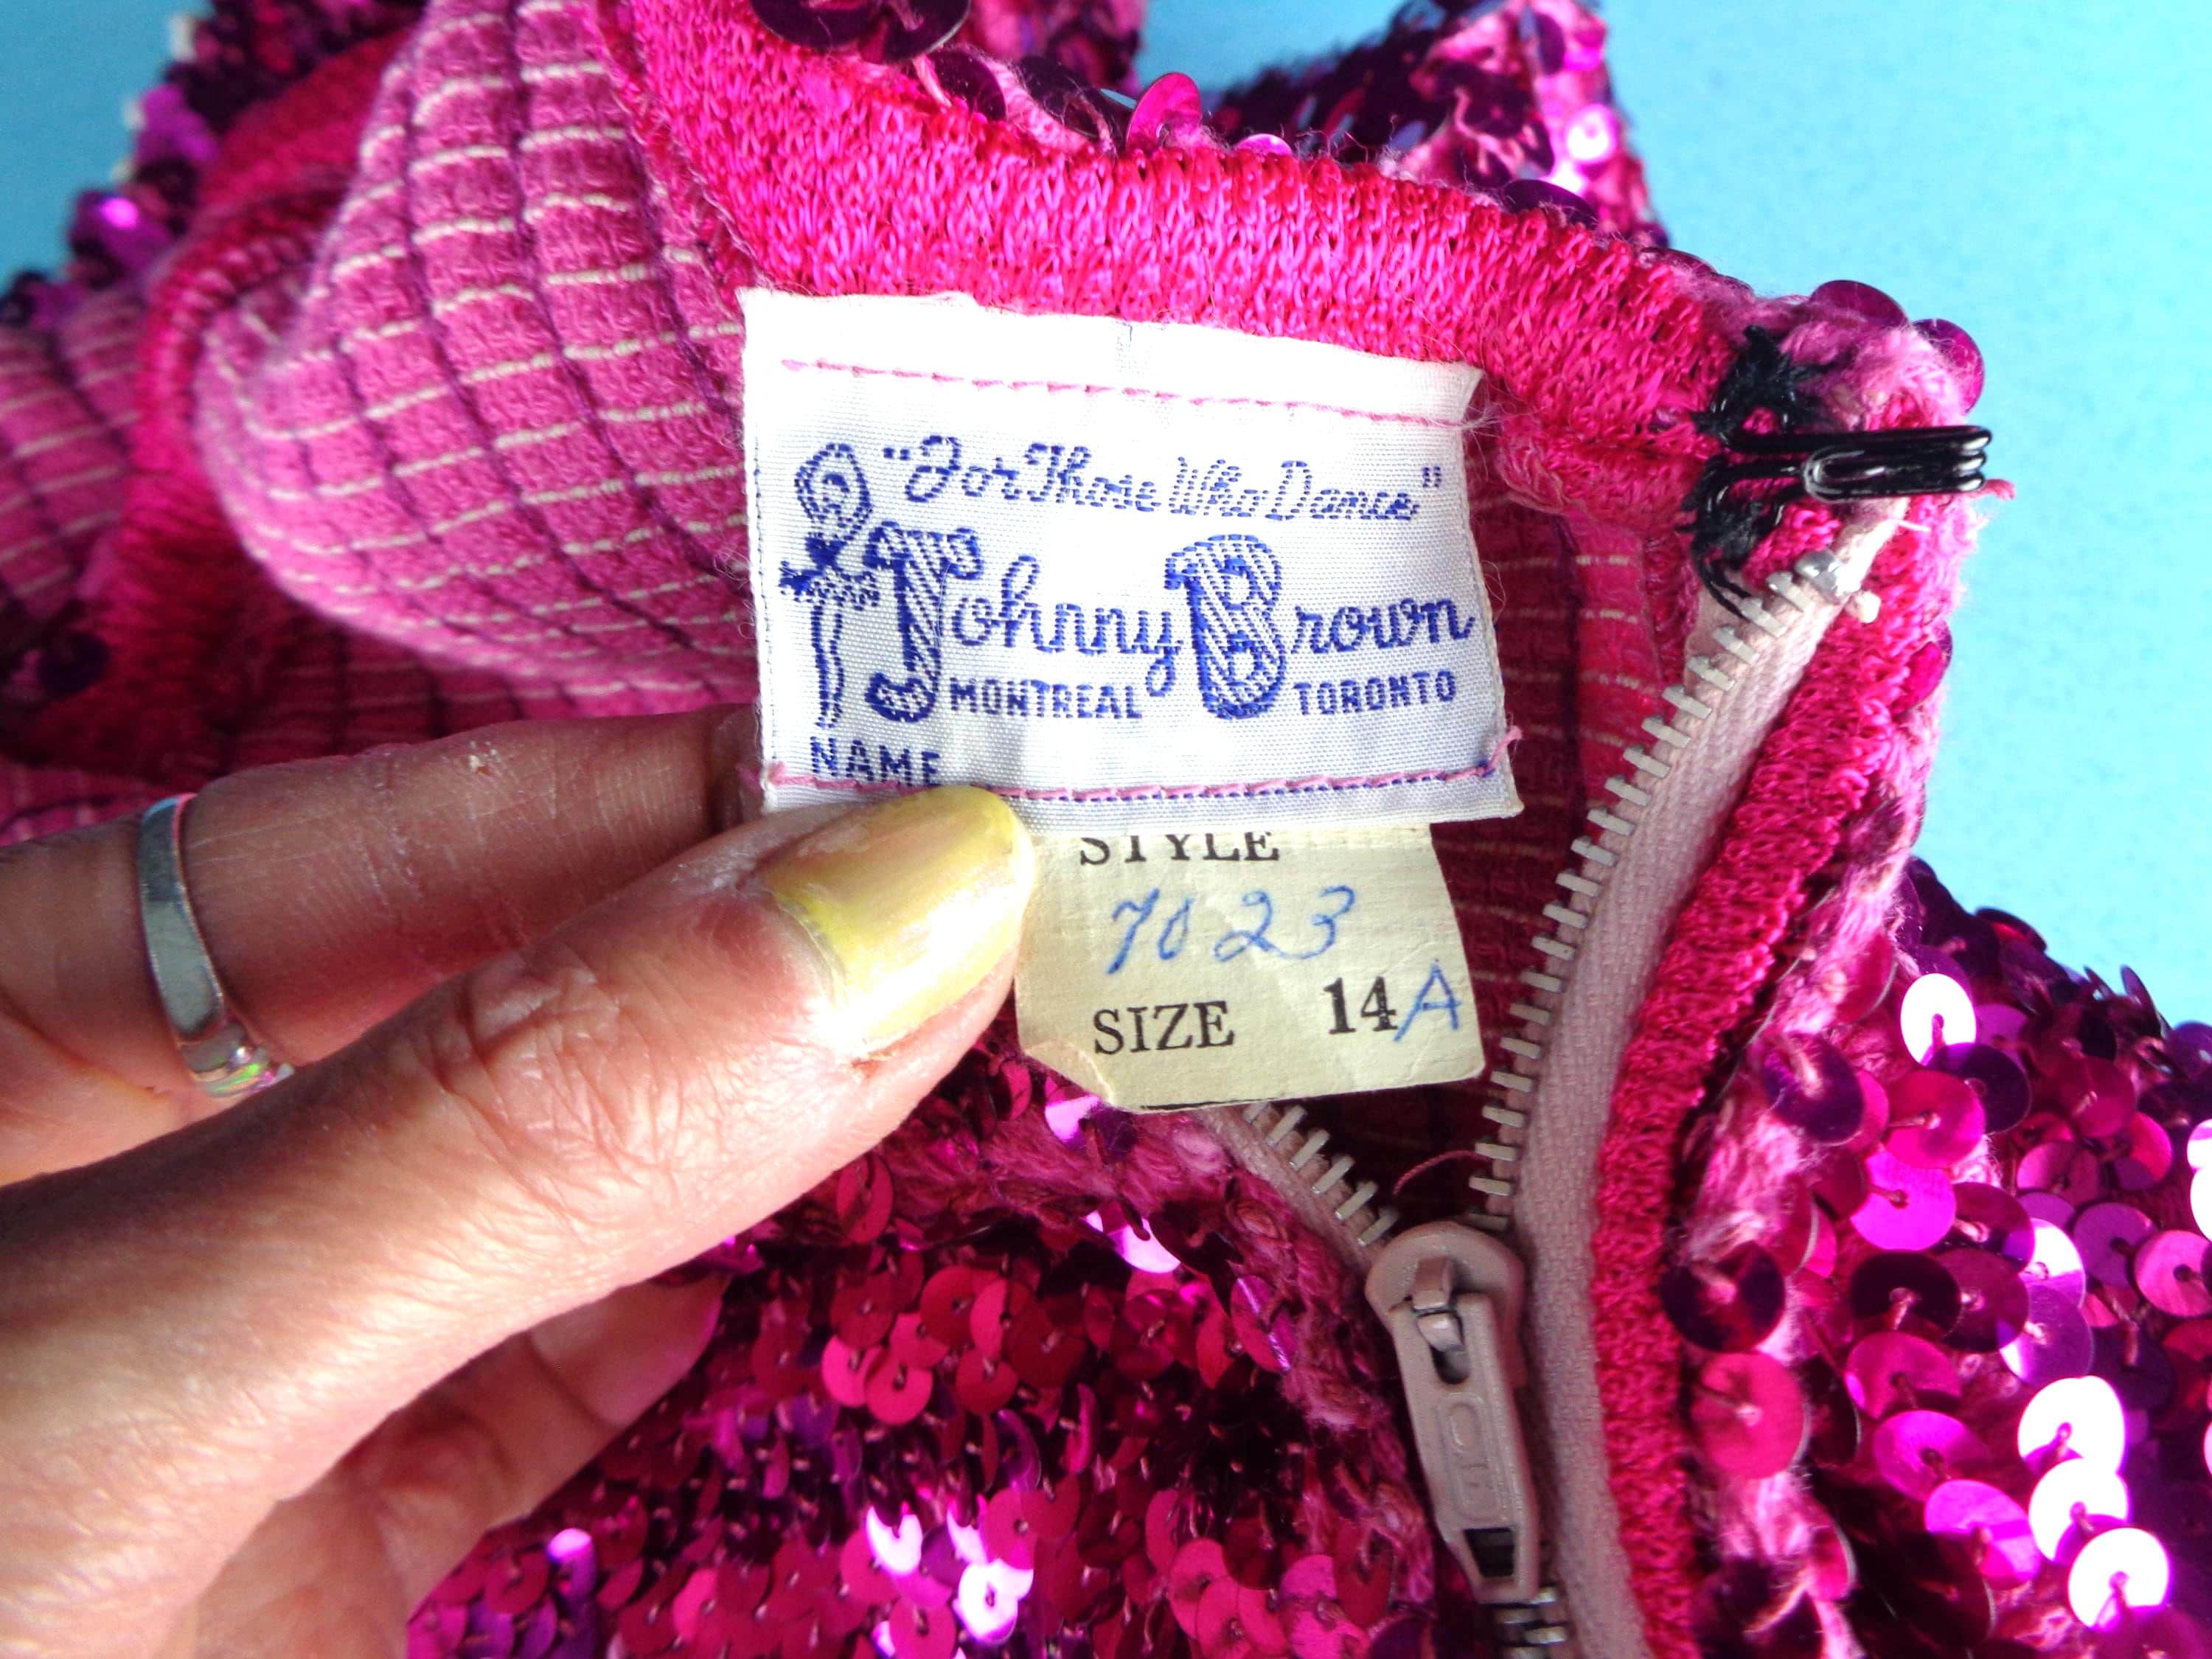 "For Those Who Dance"
Johnny Brown
MONTREAL TORONTO
NAME
STYLE
7023
SIZE 14A